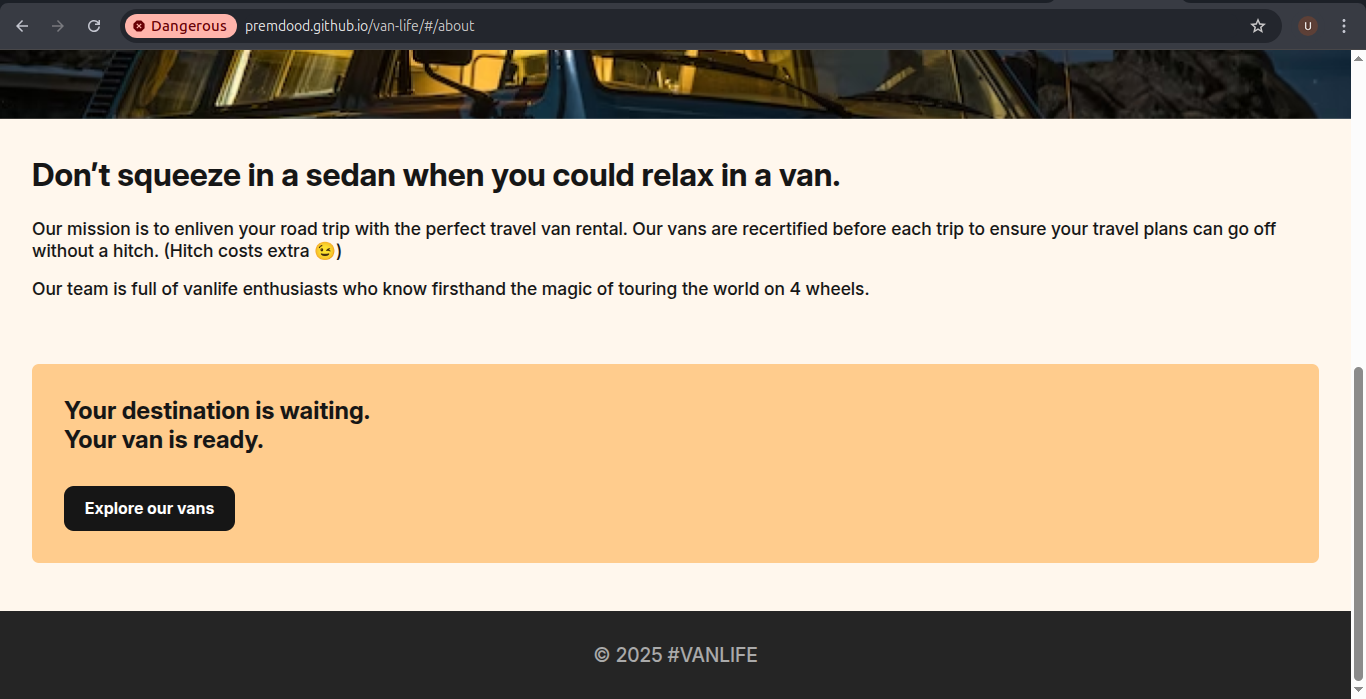 Dangerous premdood.github.io/van-life/#/about U
Don’t squeeze in a sedan when you could relax in a van.
Our mission is to enliven your road trip with the perfect travel van rental. Our vans are recertified before each trip to ensure your travel plans can go off
without a hitch. (Hitch costs extra 😉)
Our team is full of vanlife enthusiasts who know firsthand the magic of touring the world on 4 wheels.
Your destination is waiting.
Your van is ready.
Explore our vans
© 2025 #VANLIFE